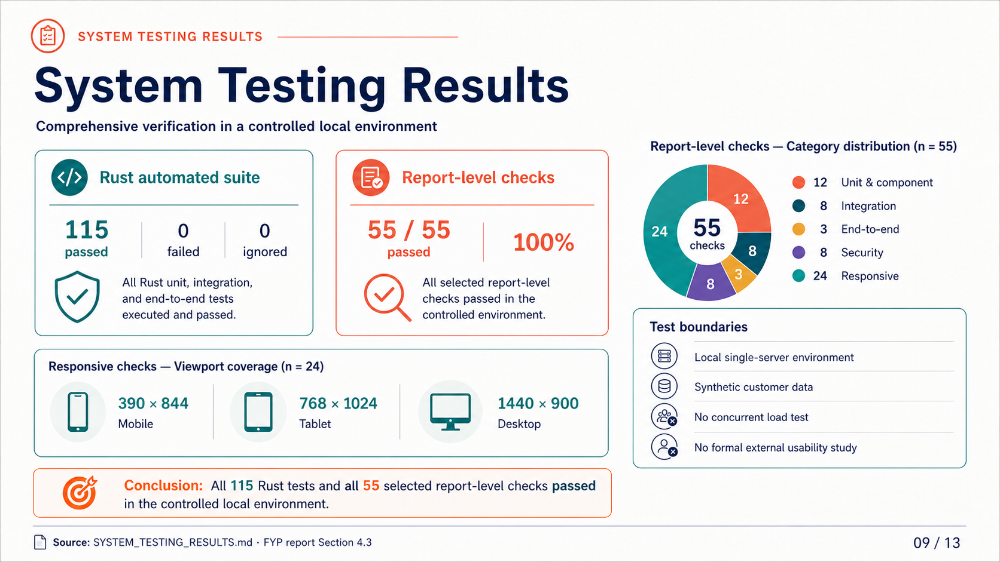 SYSTEM TESTING RESULTS
System Testing Results
Comprehensive verification in a controlled local environment
Rust automated suite
115
passed
0
failed
0
ignored
All Rust unit, integration,
and end-to-end tests
executed and passed.
Report-level checks
55 / 55
passed
100%
All selected report-level
checks passed in the
controlled environment.
Report-level checks — Category distribution (n = 55)
12
8
3
8
24
55
checks
12 Unit & component
8 Integration
3 End-to-end
8 Security
24 Responsive
Responsive checks — Viewport coverage (n = 24)
390 × 844
Mobile
768 × 1024
Tablet
1440 × 900
Desktop
Test boundaries
Local single-server environment
Synthetic customer data
No concurrent load test
No formal external usability study
Conclusion: All 115 Rust tests and all 55 selected report-level checks passed
in the controlled local environment.
Source: SYSTEM_TESTING_RESULTS.md · FYP report Section 4.3
09 / 13